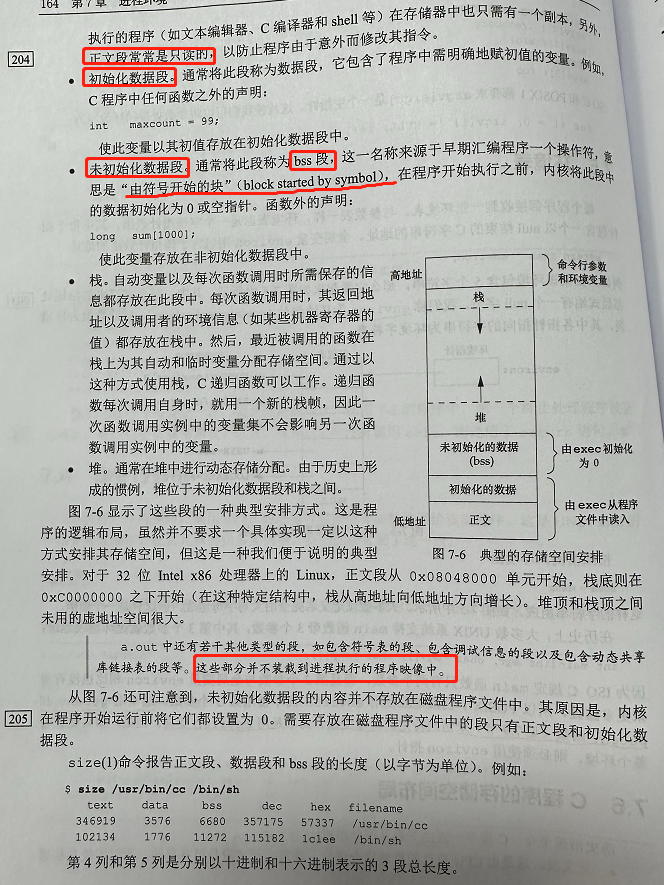 164 第7章 进程环境
执行的程序（如文本编辑器、C 编译器和 shell 等）在存储器中也只需有一个副本，另外，
204
正文段常常是只读的，以防止程序由于意外而修改其指令。
• 初始化数据段。通常将此段称为数据段，它包含了程序中需明确地赋初值的变量。例如，
C 程序中任何函数之外的声明：
int maxcount = 99;
使此变量以其初值存放在初始化数据段中。
• 未初始化数据段。通常将此段称为 bss 段，这一名称来源于早期汇编程序一个操作符，意
思是“由符号开始的块”（block started by symbol），在程序开始执行之前，内核将此段中
的数据初始化为 0 或空指针。函数外的声明：
long sum[1000];
使此变量存放在非初始化数据段中。
• 栈。自动变量以及每次函数调用时所需保存的信
息都存放在此段中。每次函数调用时，其返回地
址以及调用者的环境信息（如某些机器寄存器的
值）都存放在栈中。然后，最近被调用的函数在
栈上为其自动和临时变量分配存储空间。通过以
这种方式使用栈，C 递归函数可以工作。递归函
数每次调用自身时，就用一个新的栈帧，因此一
次函数调用实例中的变量集不会影响另一次函
数调用实例中的变量。
• 堆。通常在堆中进行动态存储分配。由于历史上形
成的惯例，堆位于未初始化数据段和栈之间。
高地址
命令行参数
和环境变量
栈
堆
未初始化的数据
(bss)
由exec初始化
为 0
初始化的数据
由exec从程序
文件中读入
低地址
正文
图 7-6 典型的存储空间安排
图 7-6 显示了这些段的一种典型安排方式。这是程
序的逻辑布局，虽然并不要求一个具体实现一定以这种
方式安排其存储空间，但这是一种我们便于说明的典型
安排。对于 32 位 Intel x86 处理器上的 Linux，正文段从 0x08048000 单元开始，栈底则在
0xC0000000 之下开始（在这种特定结构中，栈从高地址向低地址方向增长）。堆顶和栈顶之间
未用的虚地址空间很大。
a.out 中还有若干其他类型的段，如包含符号表的段、包含调试信息的段以及包含动态共享
库链接表的段等。这些部分并不装载到进程执行的程序映像中。
从图 7-6 还可注意到，未初始化数据段的内容并不存放在磁盘程序文件中。其原因是，内核
205
在程序开始运行前将它们都设置为 0。需要存放在磁盘程序文件中的段只有正文段和初始化数
据段。
size(1)命令报告正文段、数据段和 bss 段的长度（以字节为单位）。例如：
$ size /usr/bin/cc /bin/sh
text data bss dec hex filename
346919 3576 6680 357175 57337 /usr/bin/cc
102134 1776 11272 115182 1c1ee /bin/sh
第 4 列和第 5 列是分别以十进制和十六进制表示的 3 段总长度。